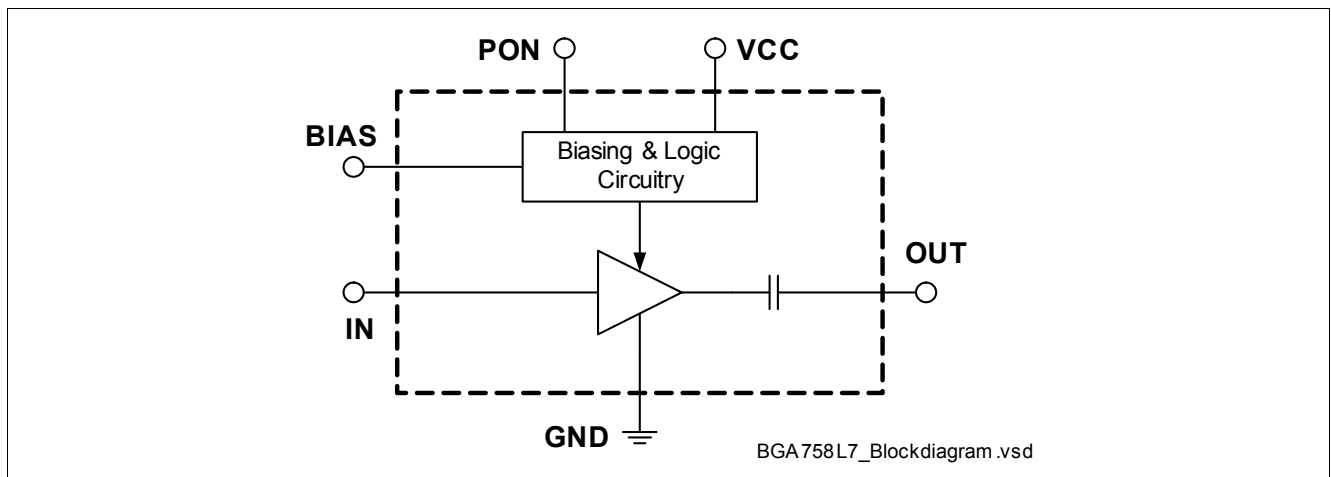 PON
VCC
BIAS
Biasing & Logic
Circuitry
OUT
IN
GND
BGA758L7_Blockdiagram.vsd